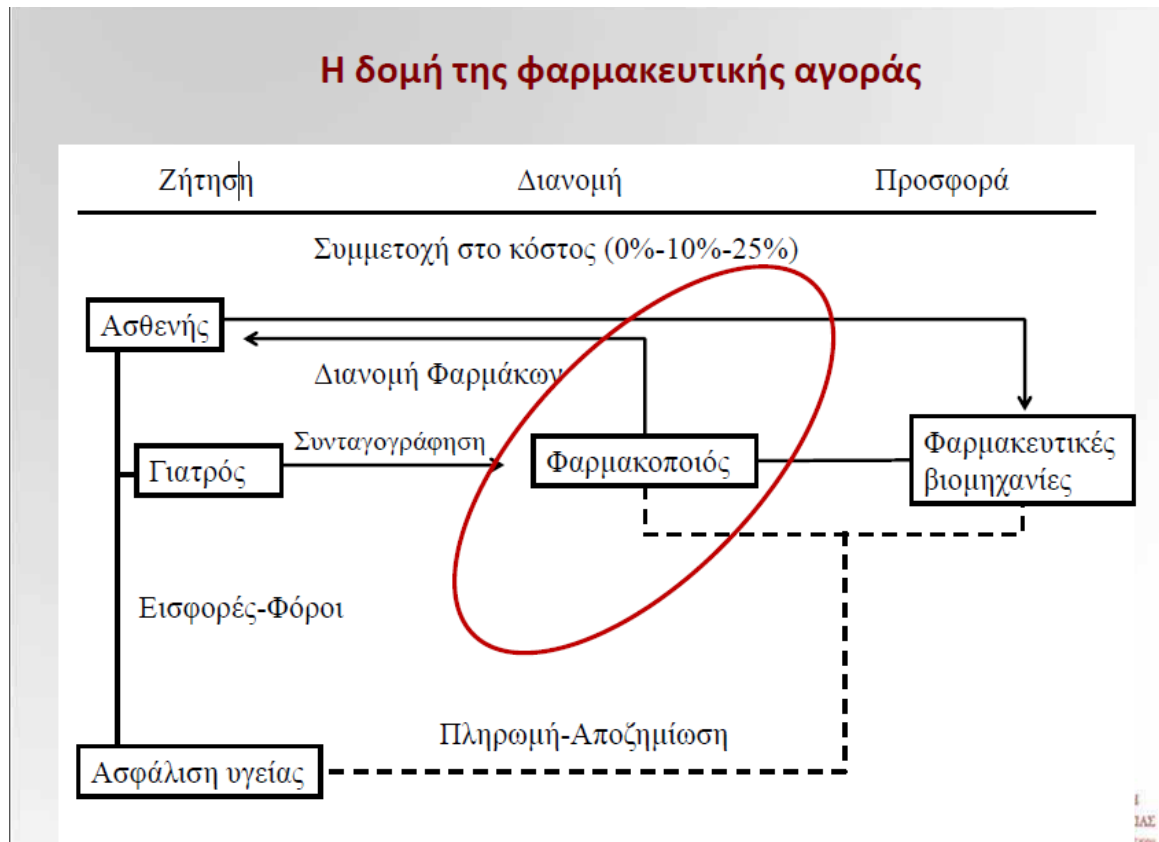 Η δομή της φαρμακευτικής αγοράς
Ζήτηση Διανομή Προσφορά
Συμμετοχή στο κόστος (0%-10%-25%)
Ασθενής
Διανομή Φαρμάκων
Συνταγογράφηση
Γιατρός
Φαρμακοποιός
Φαρμακευτικές
βιομηχανίες
Εισφορές-Φόροι
Πληρωμή-Αποζημίωση
Ασφάλιση υγείας
ΙΑΣ